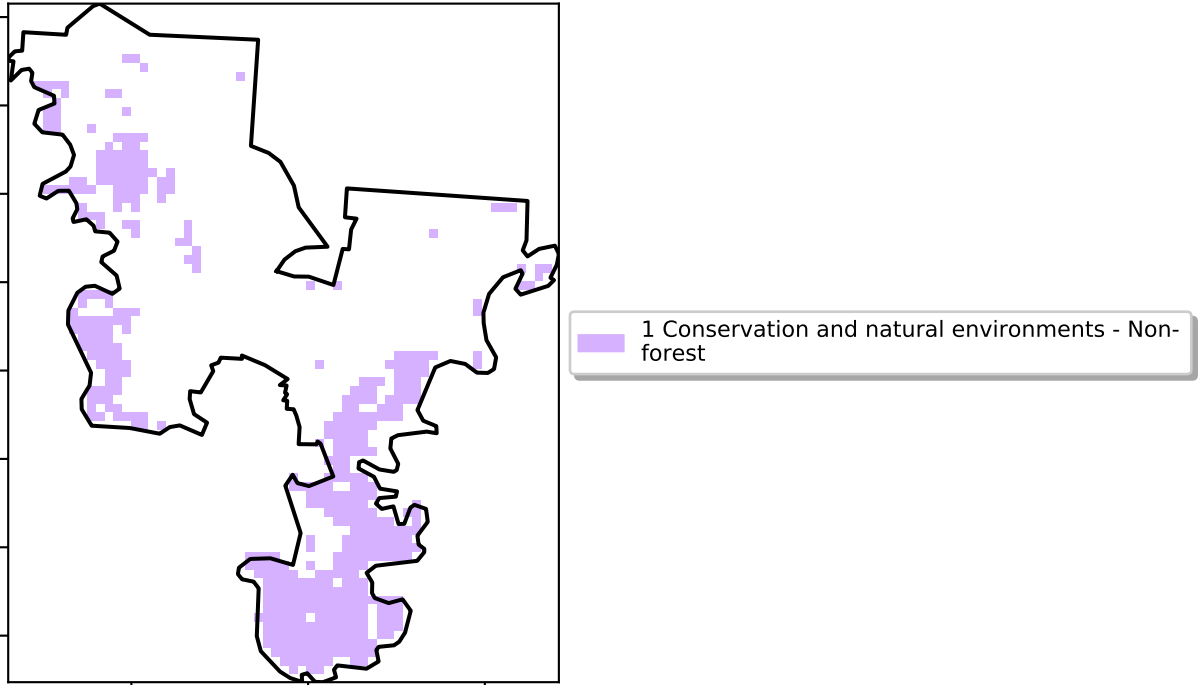 1 Conservation and natural environments - Non-
forest